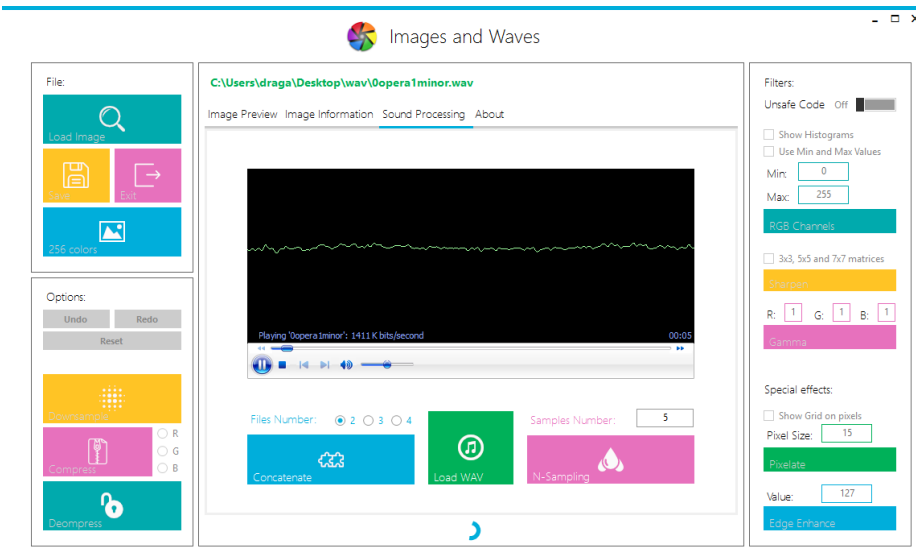 Images and Waves
File:
Load Image
Save
Exit
256 colors
Options:
Undo
Redo
Reset
Downsample
Compress
R
G
B
Deompress
C:\Users\draga\Desktop\wav\0opera1minor.wav
Image Preview Image Information Sound Processing About
Playing '0opera1minor': 1411 K bits/second
00:05
Files Number: 2 3 4
Samples Number: 5
Concatenate
Load WAV
N-Sampling
Filters:
Unsafe Code Off
Show Histograms
Use Min and Max Values
Min: 0
Max: 255
RGB Channels
3x3, 5x5 and 7x7 matrices
Sharpen
R: 1 G: 1 B: 1
Gamma
Special effects:
Show Grid on pixels
Pixel Size: 15
Pixelate
Value: 127
Edge Enhance